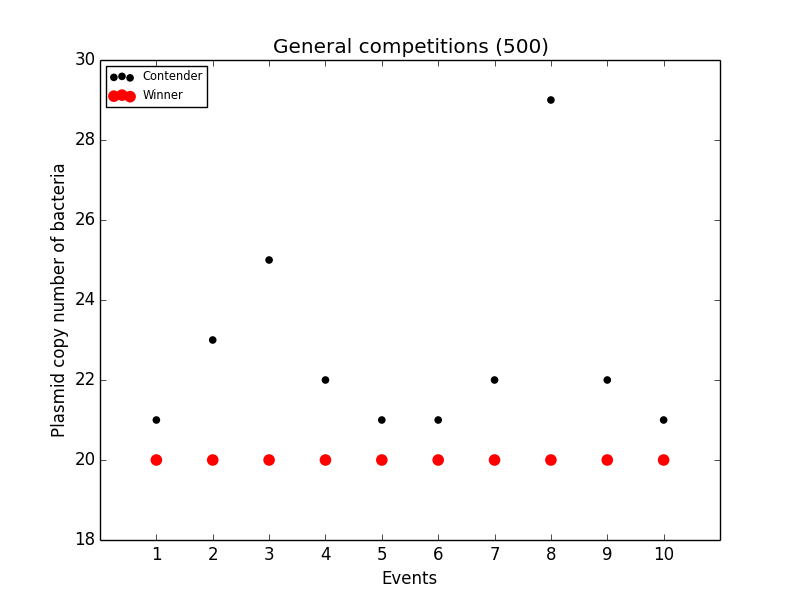 General competitions (500)
30
Contender
Winner
28
26
24
22
20
18
Plasmid copy number of bacteria
1 2 3 4 5 6 7 8 9 10
Events